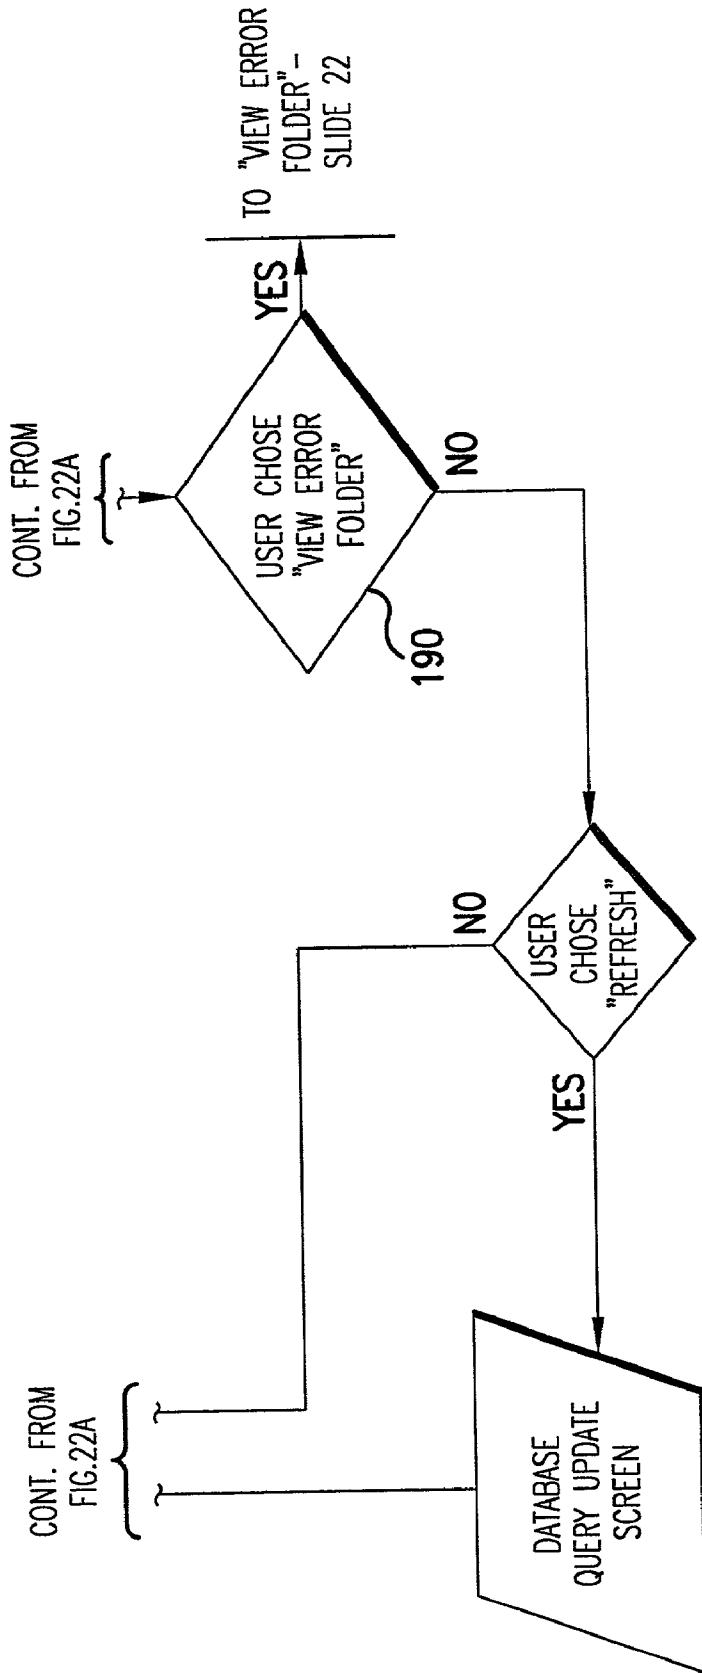 CONT. FROM
FIG.22A
USER CHOSE
"VIEW ERROR
FOLDER"
YES
TO "VIEW ERROR
FOLDER"-
SLIDE 22
NO
190
USER
CHOSE
"REFRESH"
NO
YES
DATABASE
QUERY UPDATE
SCREEN
CONT. FROM
FIG.22A